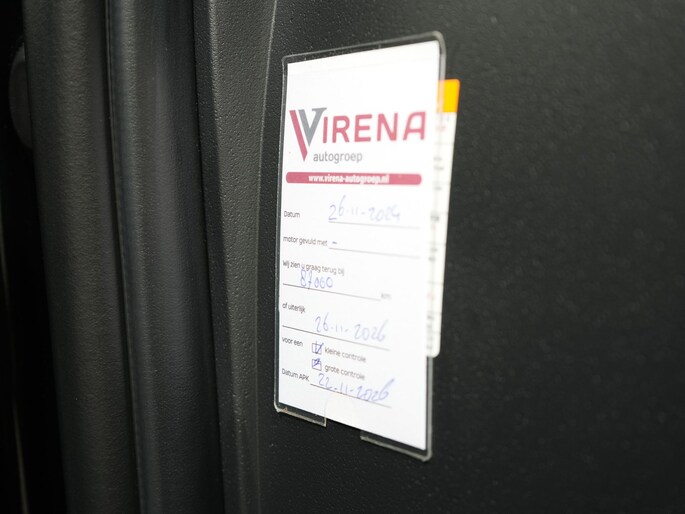 VIRENA
autogroep
www.virena-autogroep.nl
Datum 26-11-2024
motor gevuld met: -
Wij zien u graag terug bij
87000 km
of uiterlijk
26-11-2026
voor een kleine controle
grote controle
Datum APK 22-11-2026